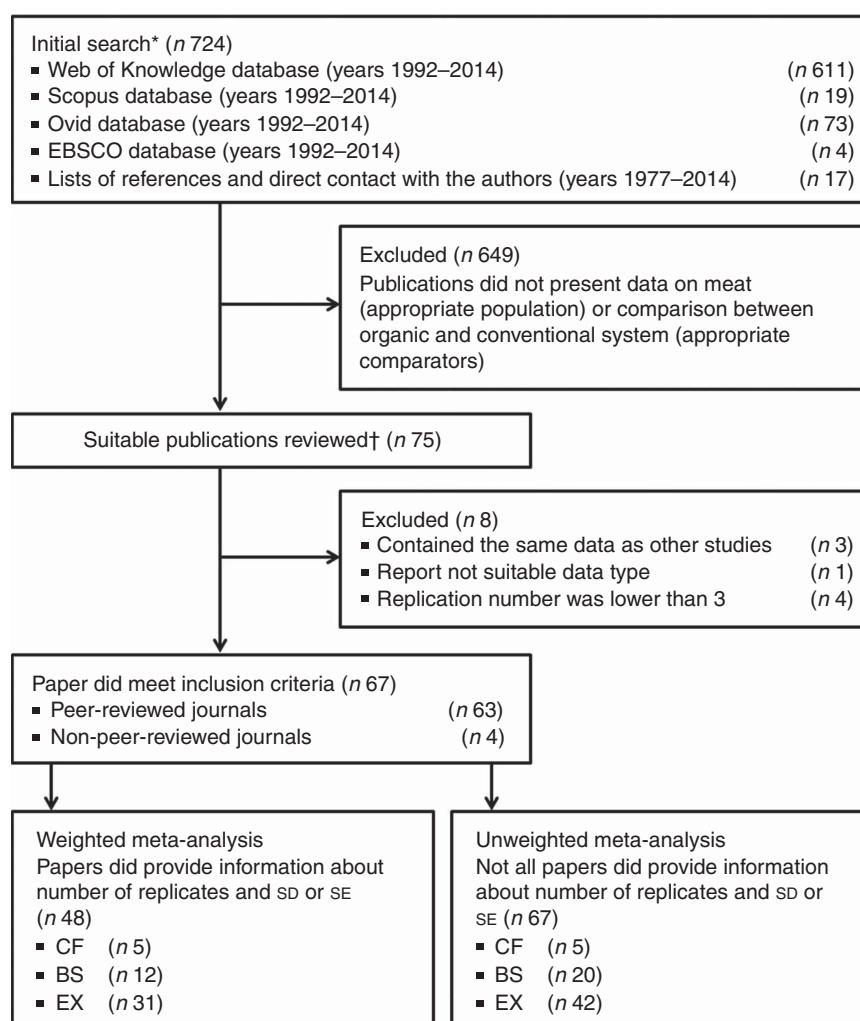 Initial search* (n 724)
▪ Web of Knowledge database (years 1992–2014) (n 611)
▪ Scopus database (years 1992–2014) (n 19)
▪ Ovid database (years 1992–2014) (n 73)
▪ EBSCO database (years 1992–2014) (n 4)
▪ Lists of references and direct contact with the authors (years 1977–2014) (n 17)
Excluded (n 649)
Publications did not present data on meat
(appropriate population) or comparison between
organic and conventional system (appropriate
comparators)
Suitable publications reviewed† (n 75)
Excluded (n 8)
▪ Contained the same data as other studies (n 3)
▪ Report not suitable data type (n 1)
▪ Replication number was lower than 3 (n 4)
Paper did meet inclusion criteria (n 67)
▪ Peer-reviewed journals (n 63)
▪ Non-peer-reviewed journals (n 4)
Weighted meta-analysis
Papers did provide information about
number of replicates and SD or SE
(n 48)
▪ CF (n 5)
▪ BS (n 12)
▪ EX (n 31)
Unweighted meta-analysis
Not all papers did provide information
about number of replicates and SD or
SE (n 67)
▪ CF (n 5)
▪ BS (n 20)
▪ EX (n 42)